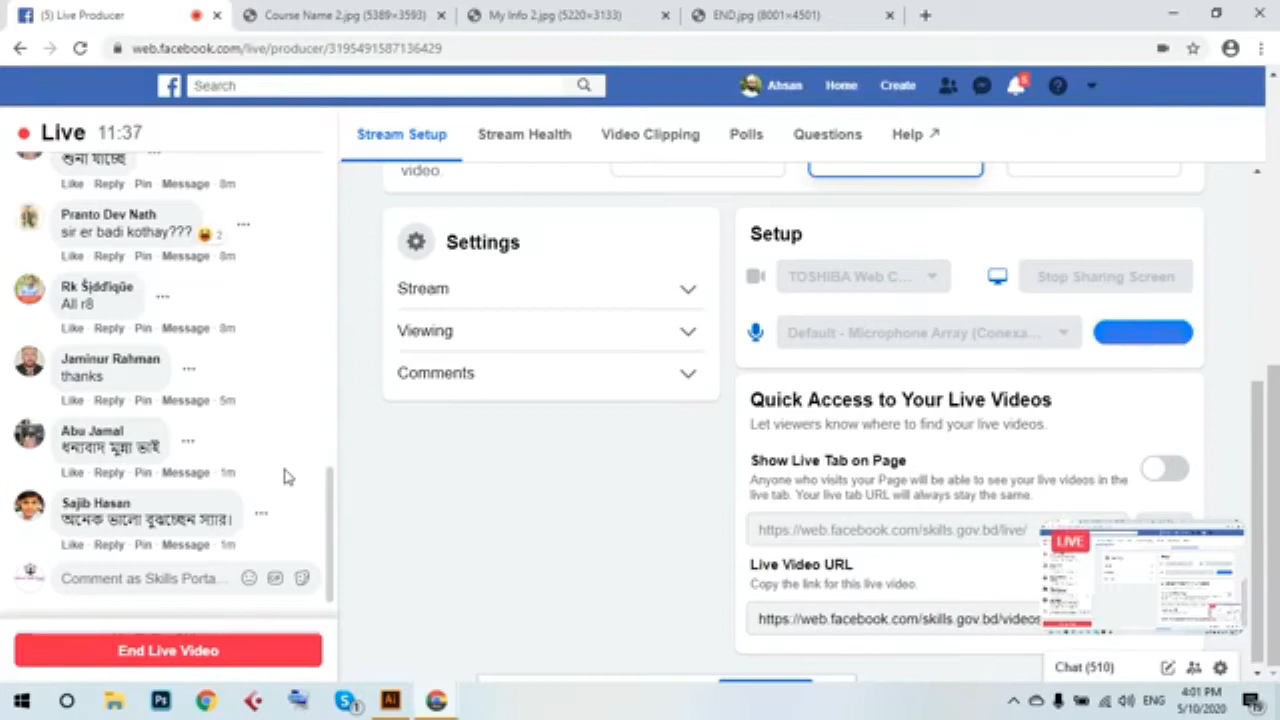 (5) Live Producer
Course Name 2.jpg (5389×3593)
My Info 2.jpg (5220×3133)
END.jpg (8001×4501)
web.facebook.com/live/producer/3195491587136429
Search
Ahsan
Home
Create
Live 11:37
Stream Setup
Stream Health
Video Clipping
Polls
Questions
Help
শুনা যাচ্ছে
Like · Reply · Pin · Message · 8m
Pranto Dev Nath
sir er badi kothay???
2
Like · Reply · Pin · Message · 8m
Rk Šįdďiqűe
All r8
Like · Reply · Pin · Message · 8m
Jaminur Rahman
thanks
Like · Reply · Pin · Message · 5m
Abu Jamal
ধন্যবাদ মুন্না ভাই
Like · Reply · Pin · Message · 1m
Sajib Hasan
অনেক ভালো বুঝচ্ছেন স্যার।
Like · Reply · Pin · Message · 1m
Comment as Skills Porta...
End Live Video
video.
Settings
Stream
Viewing
Comments
Setup
TOSHIBA Web C...
Stop Sharing Screen
Default - Microphone Array (Conexa...
Quick Access to Your Live Videos
Let viewers know where to find your live videos.
Show Live Tab on Page
Anyone who visits your Page will be able to see your live videos in the
live tab. Your live tab URL will always stay the same.
https://web.facebook.com/skills.gov.bd/live/
Live Video URL
Copy the link for this live video.
https://web.facebook.com/skills.gov.bd/videos
LIVE
Chat (510)
ENG
4:01 PM
5/10/2020